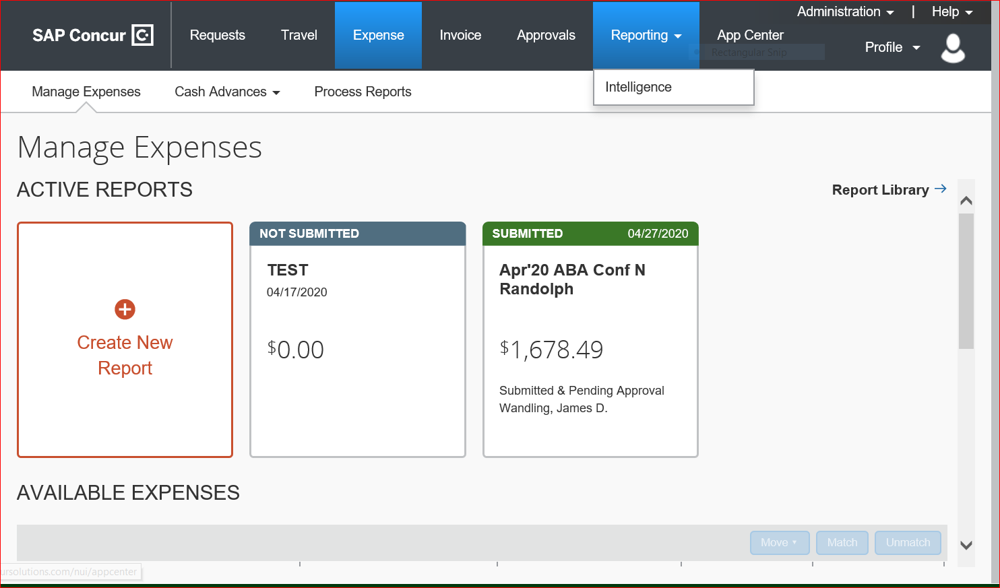 Administration | Help
SAP Concur C Requests Travel Expense Invoice Approvals Reporting App Center
Profile
Rectangular Snip
Manage Expenses Cash Advances Process Reports
Intelligence
Manage Expenses
ACTIVE REPORTS
Report Library →
Create New
Report
NOT SUBMITTED
TEST
04/17/2020
$0.00
SUBMITTED 04/27/2020
Apr'20 ABA Conf N
Randolph
$1,678.49
Submitted & Pending Approval
Wandling, James D.
AVAILABLE EXPENSES
Move Match Unmatch
ursolutions.com/nui/appcenter